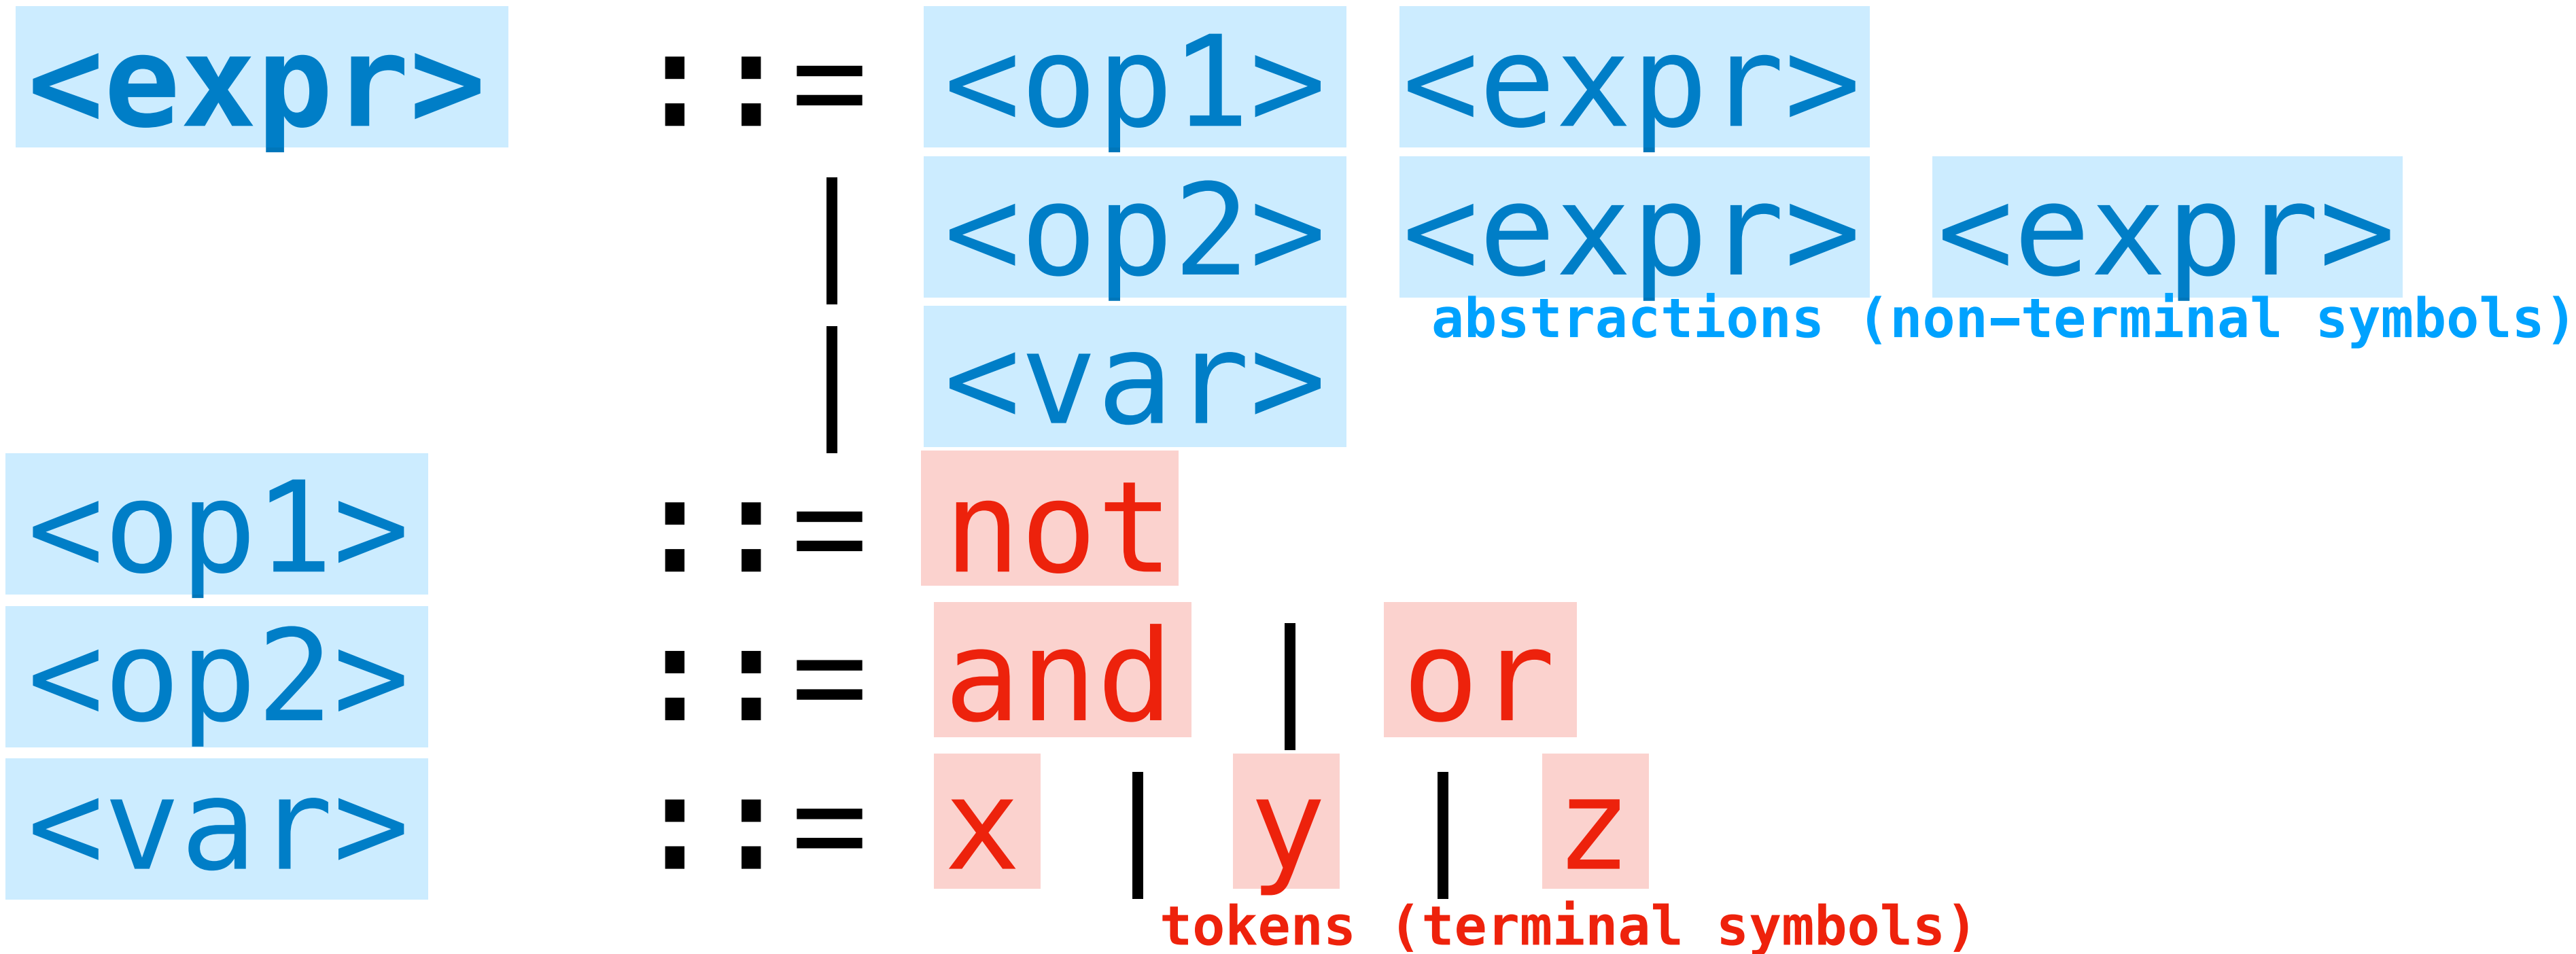 <expr> ::= <op1> <expr>
| <op2> <expr> <expr>
abstractions (non-terminal symbols)
| <var>
<op1> ::= not
<op2> ::= and | or
<var> ::= x | y | z
tokens (terminal symbols)